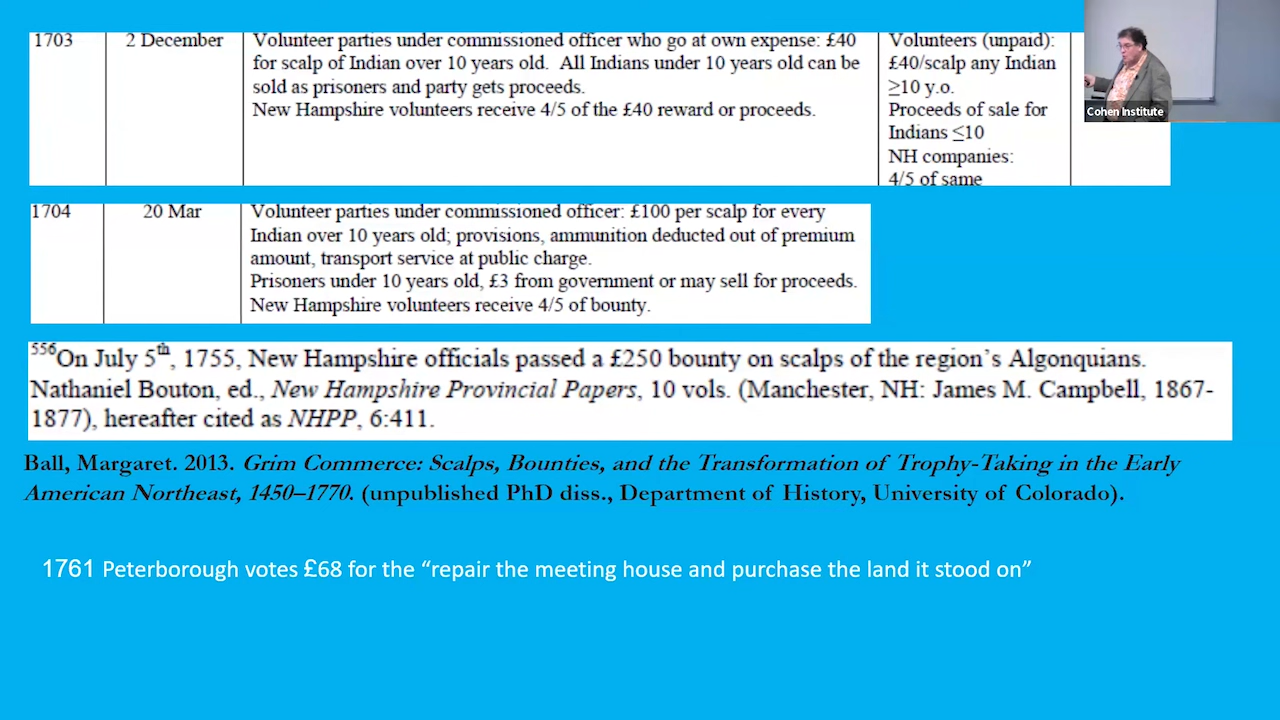 1703 2 December Volunteer parties under commissioned officer who go at own expense: £40
for scalp of Indian over 10 years old. All Indians under 10 years old can be
sold as prisoners and party gets proceeds.
New Hampshire volunteers receive 4/5 of the £40 reward or proceeds.
Volunteers (unpaid):
£40/scalp any Indian
≥10 y.o.
Proceeds of sale for
Indians ≤10
NH companies:
4/5 of same
Cohen Institute
1704 20 Mar Volunteer parties under commissioned officer: £100 per scalp for every
Indian over 10 years old; provisions, ammunition deducted out of premium
amount, transport service at public charge.
Prisoners under 10 years old, £3 from government or may sell for proceeds.
New Hampshire volunteers receive 4/5 of bounty.
556On July 5th, 1755, New Hampshire officials passed a £250 bounty on scalps of the region’s Algonquians.
Nathaniel Bouton, ed., New Hampshire Provincial Papers, 10 vols. (Manchester, NH: James M. Campbell, 1867-
1877), hereafter cited as NHPP, 6:411.
Ball, Margaret. 2013. Grim Commerce: Scalps, Bounties, and the Transformation of Trophy-Taking in the Early
American Northeast, 1450–1770. (unpublished PhD diss., Department of History, University of Colorado).
1761 Peterborough votes £68 for the “repair the meeting house and purchase the land it stood on”